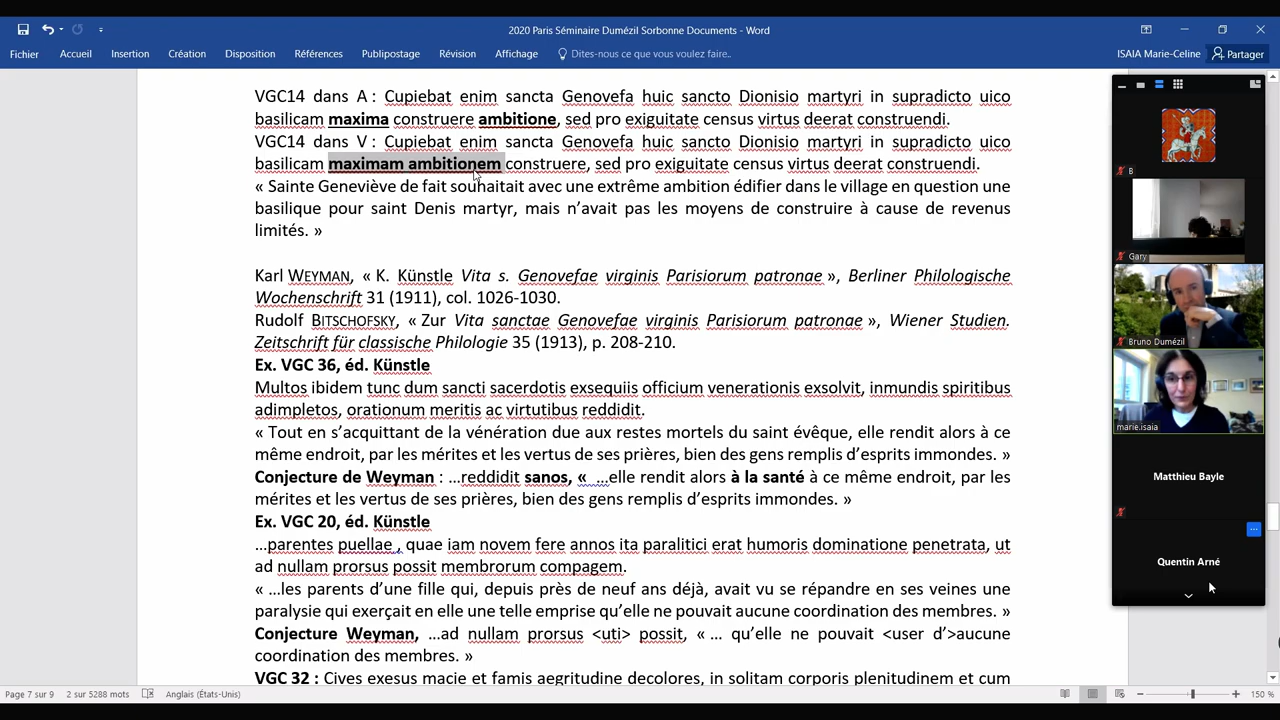 2020 Paris Séminaire Dumézil Sorbonne Documents - Word
Fichier Accueil Insertion Création Disposition Références Publipostage Révision Affichage Dites-nous ce que vous voulez faire.. ISAIA Marie-Celine Partager
VGC14 dans A : Cupiebat enim sancta Genovefa huic sancto Dionisio martyri in supradicto uico
basilicam maxima construere ambitione, sed pro exiguitate census virtus deerat construendi.
VGC14 dans V : Cupiebat enim sancta Genovefa huic sancto Dionisio martyri in supradicto uico
basilicam maximam ambitionem construere, sed pro exiguitate census virtus deerat construendi.
« Sainte Geneviève de fait souhaitait avec une extrême ambition édifier dans le village en question une
basilique pour saint Denis martyr, mais n’avait pas les moyens de construire à cause de revenus
limités. »
Karl WEYMAN, « K. Künstle Vita s. Genovefae virginis Parisiorum patronae », Berliner Philologische
Wochenschrift 31 (1911), col. 1026-1030.
Rudolf BITSCHOFSKY, « Zur Vita sanctae Genovefae virginis Parisiorum patronae », Wiener Studien.
Zeitschrift für classische Philologie 35 (1913), p. 208-210.
Ex. VGC 36, éd. Künstle
Multos ibidem tunc dum sancti sacerdotis exsequiis officium venerationis exsolvit, inmundis spiritibus
adimpletos, orationum meritis ac virtutibus reddidit.
« Tout en s’acquittant de la vénération due aux restes mortels du saint évêque, elle rendit alors à ce
même endroit, par les mérites et les vertus de ses prières, bien des gens remplis d’esprits immondes. »
Conjecture de Weyman : …reddidit sanos, « …elle rendit alors à la santé à ce même endroit, par les
mérites et les vertus de ses prières, bien des gens remplis d’esprits immondes. »
Ex. VGC 20, éd. Künstle
…parentes puellae , quae iam novem fere annos ita paralitici erat humoris dominatione penetrata, ut
ad nullam prorsus possit membrorum compagem.
« …les parents d’une fille qui, depuis près de neuf ans déjà, avait vu se répandre en ses veines une
paralysie qui exerçait en elle une telle emprise qu’elle ne pouvait aucune coordination des membres. »
Conjecture Weyman, …ad nullam prorsus <uti> possit, « … qu’elle ne pouvait <user d’>aucune
coordination des membres. »
VGC 32 : Cives exesus macie et famis aegritudine decolores, in solitam corporis plenitudinem et cum
B
Gary
Bruno Dumézil
marie.isaia
Matthieu Bayle
Quentin Arné
Page 7 sur 9 2 sur 5288 mots Anglais (États-Unis) 150 %